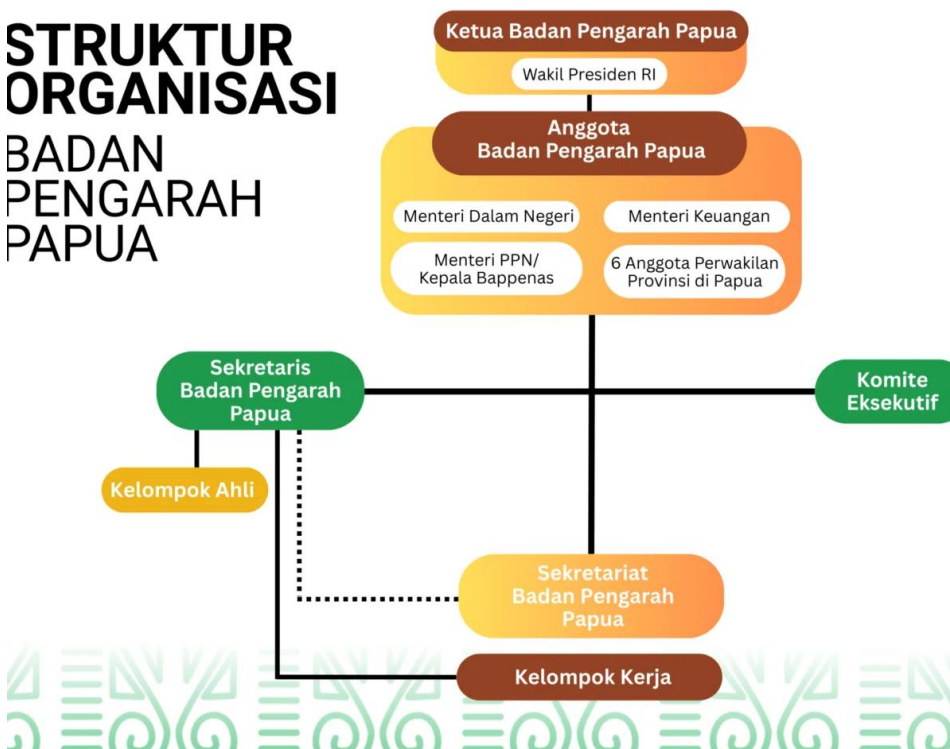 STRUKTUR
ORGANISASI
BADAN
PENGARAH
PAPUA
Ketua Badan Pengarah Papua
Wakil Presiden RI
Anggota
Badan Pengarah Papua
Menteri Dalam Negeri
Menteri Keuangan
Menteri PPN/
Kepala Bappenas
6 Anggota Perwakilan
Provinsi di Papua
Sekretaris
Badan Pengarah
Papua
Komite
Eksekutif
Kelompok Ahli
Sekretariat
Badan Pengarah
Papua
Kelompok Kerja